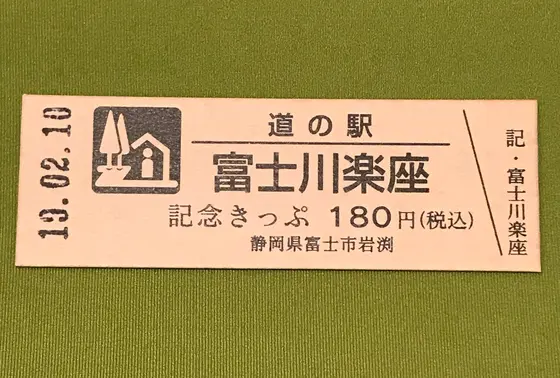 19.02.10
道の駅
富士川楽座
記念きっぷ 180円(税込)
静岡県富士市岩渕
記・富士川楽座